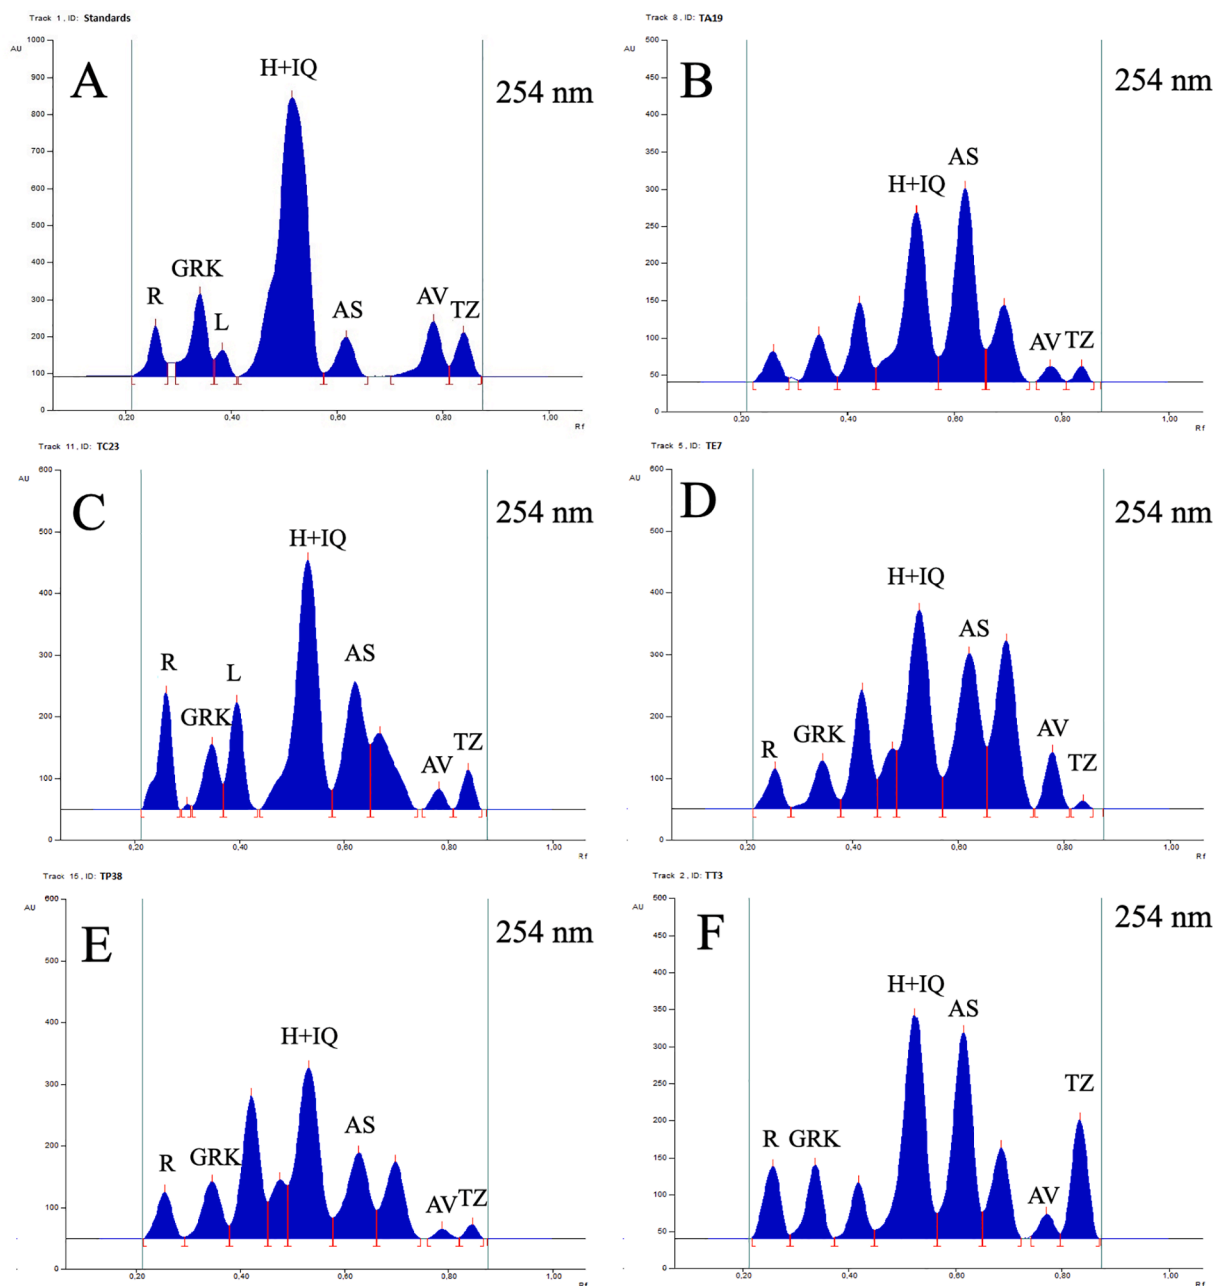 Track 1 , ID: Standards
AU
1000
900
800
700
600
500
400
300
200
100
0
A
H+IQ
254 nm
R
GRK
L
AS
AV
TZ
0,20
0,40
0,60
0,80
1,00
Rf
Track 8, ID: TA19
AU
500
450
400
350
300
250
200
150
100
50
0
B
254 nm
H+IQ
AS
AV
TZ
0,20
0,40
0,60
0,80
1,00
Rf
Track 11, ID: TC23
AU
600
500
400
300
200
100
0
C
254 nm
H+IQ
R
GRK
L
AS
AV
TZ
0,20
0,40
0,60
0,80
1,00
Rf
Track 5, ID: TE7
AU
600
500
400
300
200
100
0
D
254 nm
H+IQ
R
GRK
AS
AV
TZ
0,20
0,40
0,60
0,80
1,00
Rf
Track 15, ID: TP38
AU
600
500
400
300
200
100
0
E
254 nm
H+IQ
R
GRK
AS
AV
TZ
0,20
0,40
0,60
0,80
1,00
Rf
Track 2, ID: TT3
AU
500
450
400
350
300
250
200
150
100
50
0
F
254 nm
H+IQ
AS
R
GRK
AV
TZ
0,20
0,40
0,60
0,80
1,00
Rf